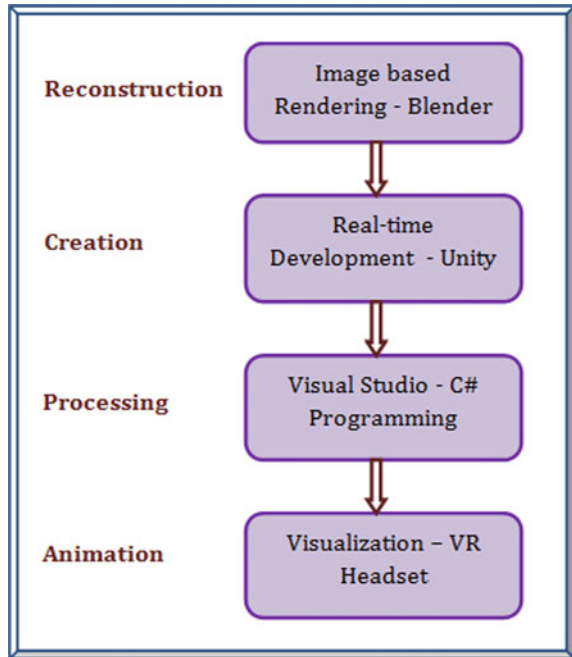 Reconstruction
Image based
Rendering - Blender
Creation
Real-time
Development - Unity
Processing
Visual Studio - C#
Programming
Animation
Visualization – VR
Headset